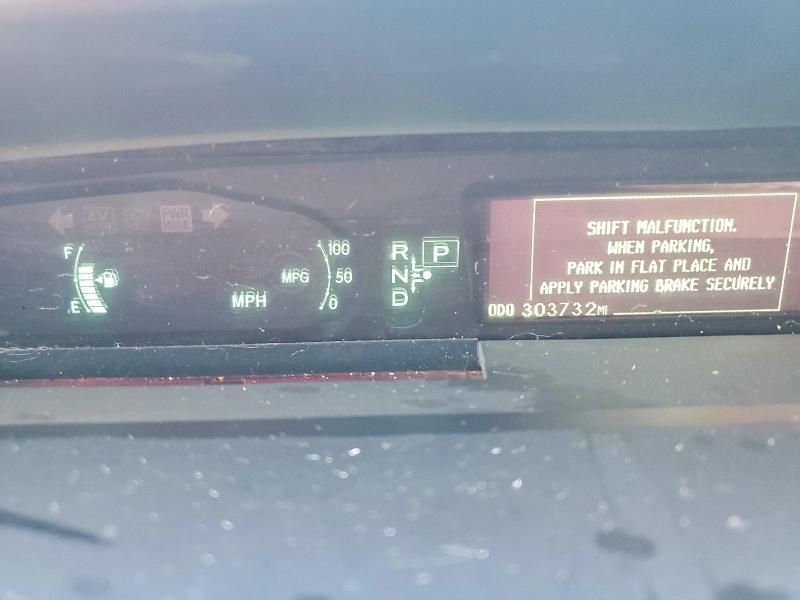 EV
PWR
MODE
F
E
MPH
MPG
100
50
0
R
N
D
P
SHIFT MALFUNCTION.
WHEN PARKING,
PARK IN FLAT PLACE AND
APPLY PARKING BRAKE SECURELY
ODO 303732MI